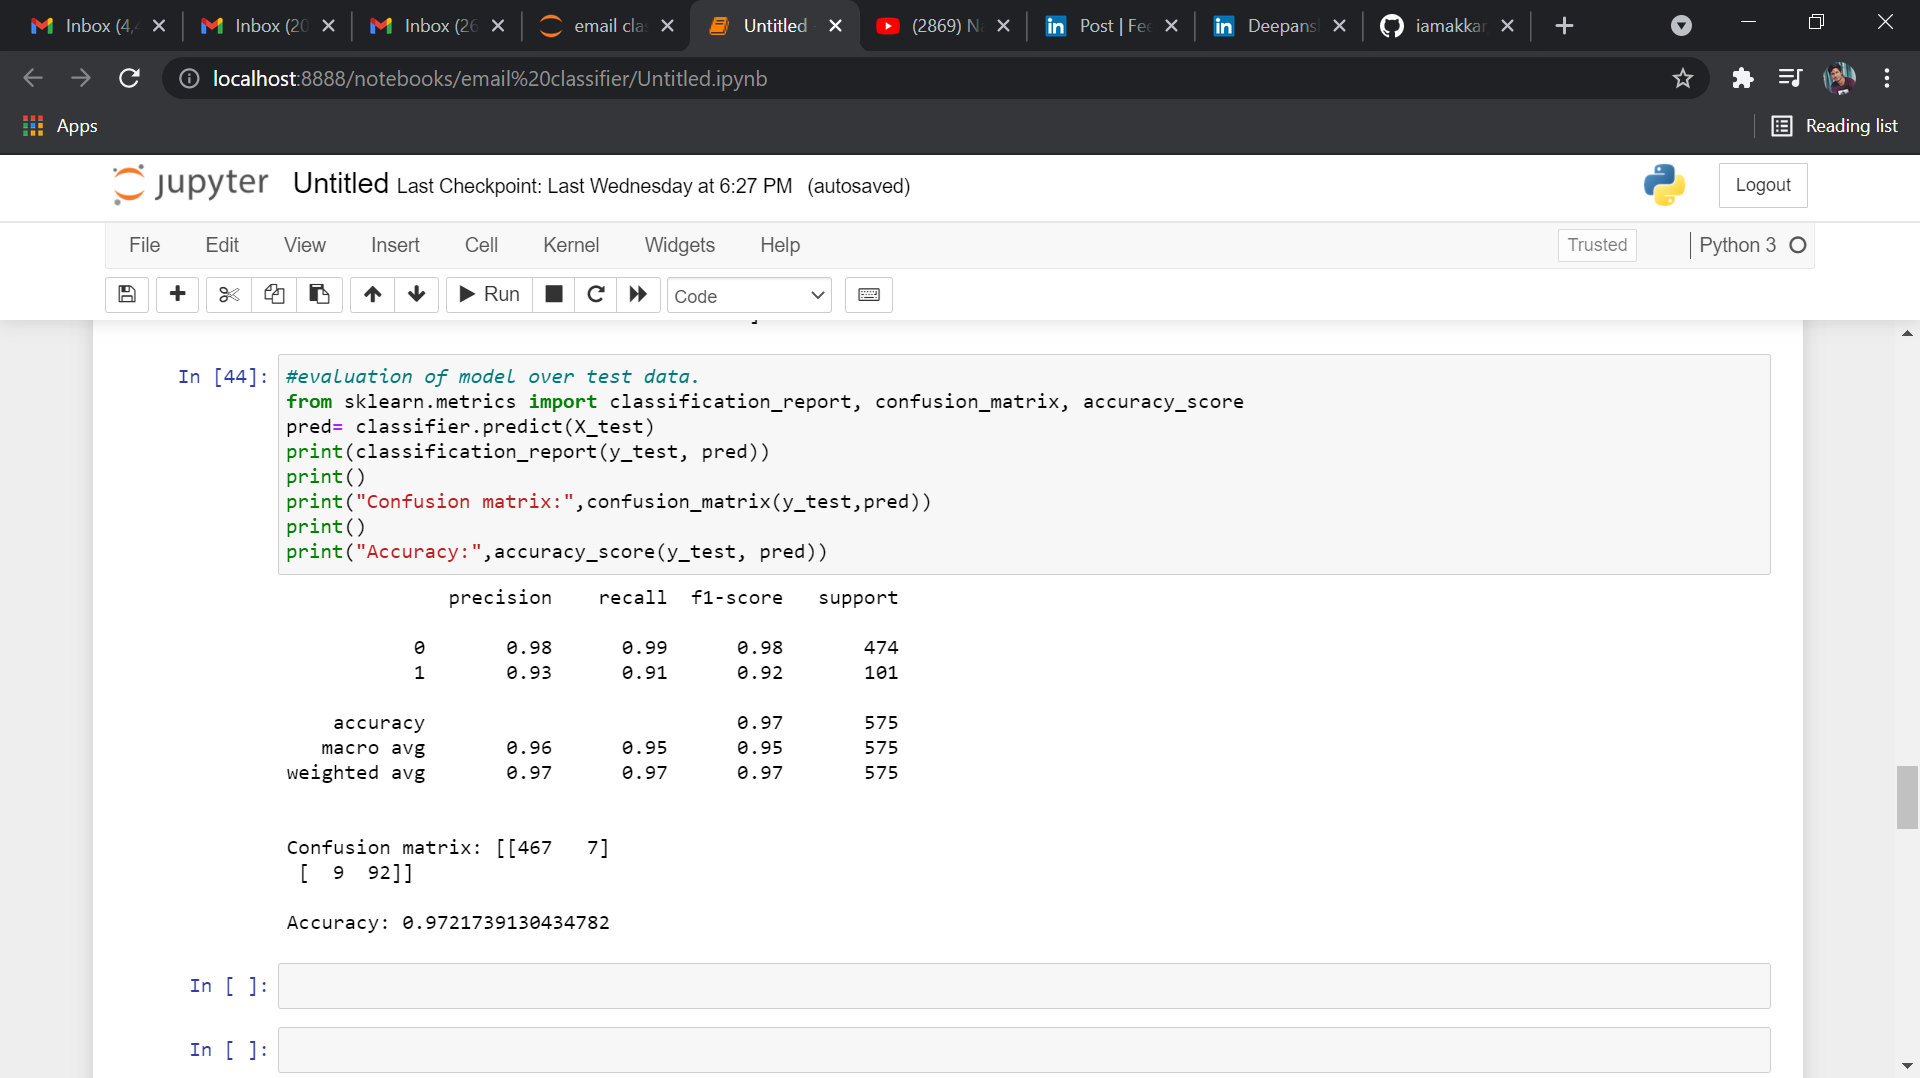 Inbox (4,4
Inbox (20
Inbox (26
email cla
Untitled
(2869) N
Post | Fee
Deepans
iamakkar
localhost:8888/notebooks/email%20classifier/Untitled.ipynb
Apps
Reading list
jupyter Untitled Last Checkpoint: Last Wednesday at 6:27 PM (autosaved)
Logout
File Edit View Insert Cell Kernel Widgets Help
Trusted
Python 3
Run
Code
In [44]:
#evaluation of model over test data.
from sklearn.metrics import classification_report, confusion_matrix, accuracy_score
pred= classifier.predict(X_test)
print(classification_report(y_test, pred))
print()
print("Confusion matrix:",confusion_matrix(y_test,pred))
print()
print("Accuracy:",accuracy_score(y_test, pred))
precision recall f1-score support
0 0.98 0.99 0.98 474
1 0.93 0.91 0.92 101
accuracy 0.97 575
macro avg 0.96 0.95 0.95 575
weighted avg 0.97 0.97 0.97 575
Confusion matrix: [[467 7]
[ 9 92]]
Accuracy: 0.9721739130434782
In [ ]:
In [ ]: